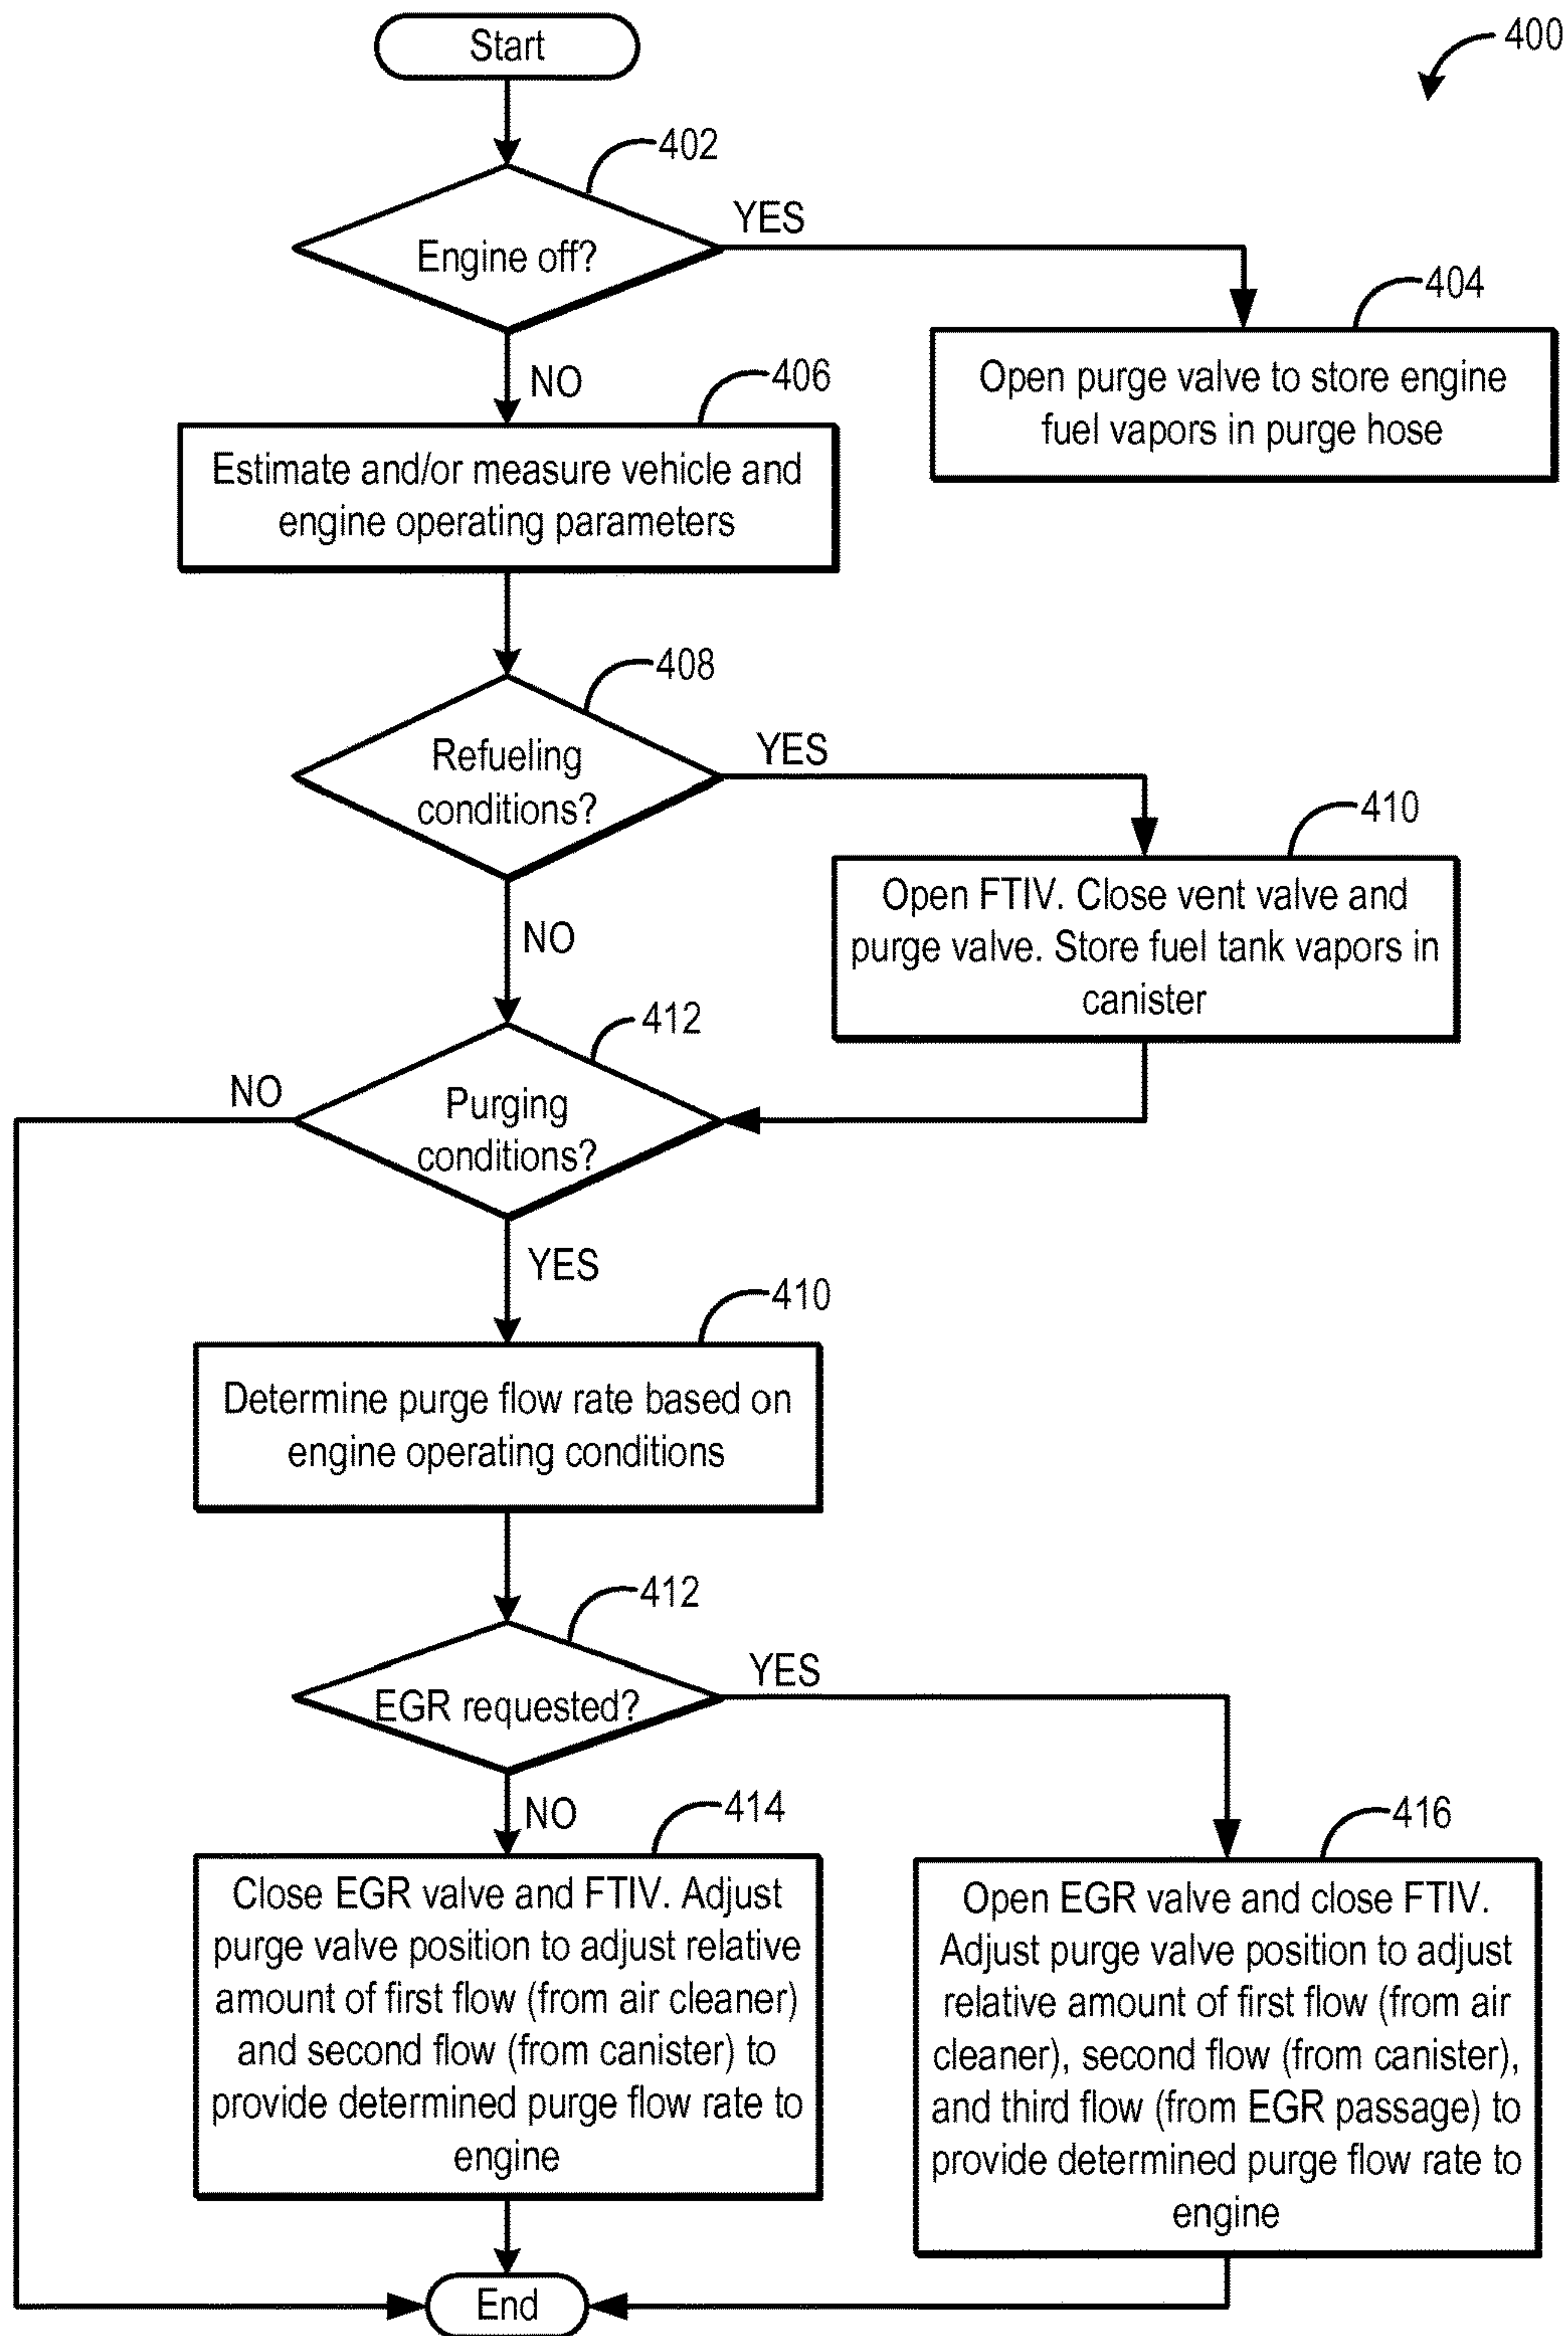 Start
400
402
Engine off?
YES
404
Open purge valve to store engine
fuel vapors in purge hose
NO
406
Estimate and/or measure vehicle and
engine operating parameters
408
Refueling
conditions?
YES
410
Open FTIV. Close vent valve and
purge valve. Store fuel tank vapors in
canister
NO
412
Purging
conditions?
NO
YES
410
Determine purge flow rate based on
engine operating conditions
412
EGR requested?
YES
NO
414
Close EGR valve and FTIV. Adjust
purge valve position to adjust relative
amount of first flow (from air cleaner)
and second flow (from canister) to
provide determined purge flow rate to
engine
416
Open EGR valve and close FTIV.
Adjust purge valve position to adjust
relative amount of first flow (from air
cleaner), second flow (from canister),
and third flow (from EGR passage) to
provide determined purge flow rate to
engine
End